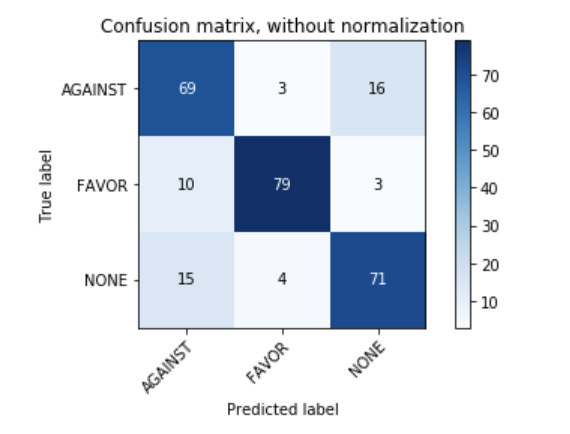 Confusion matrix, without normalization
True label
AGAINST 69 3 16
FAVOR 10 79 3
NONE 15 4 71
AGAINST FAVOR NONE
Predicted label
70
60
50
40
30
20
10